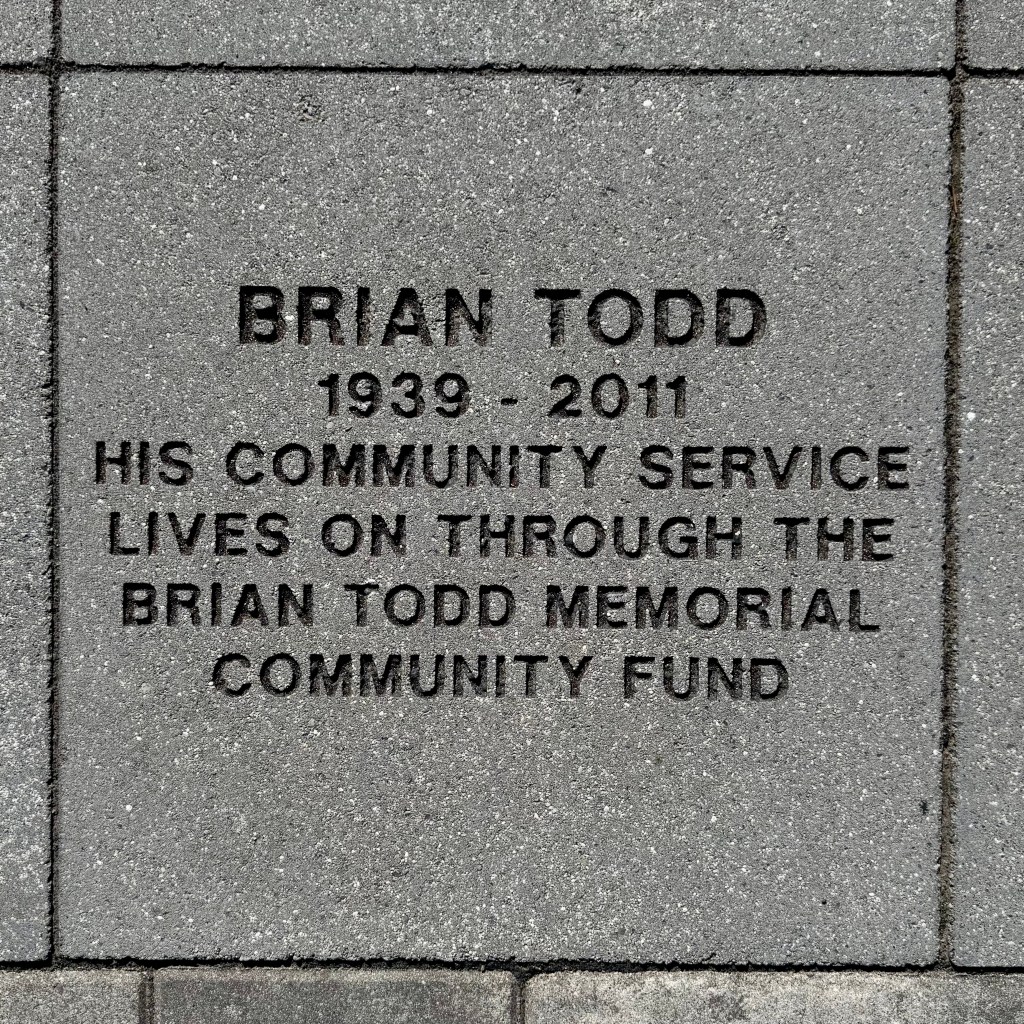 BRIAN TODD
1939 - 2011
HIS COMMUNITY SERVICE
LIVES ON THROUGH THE
BRIAN TODD MEMORIAL
COMMUNITY FUND